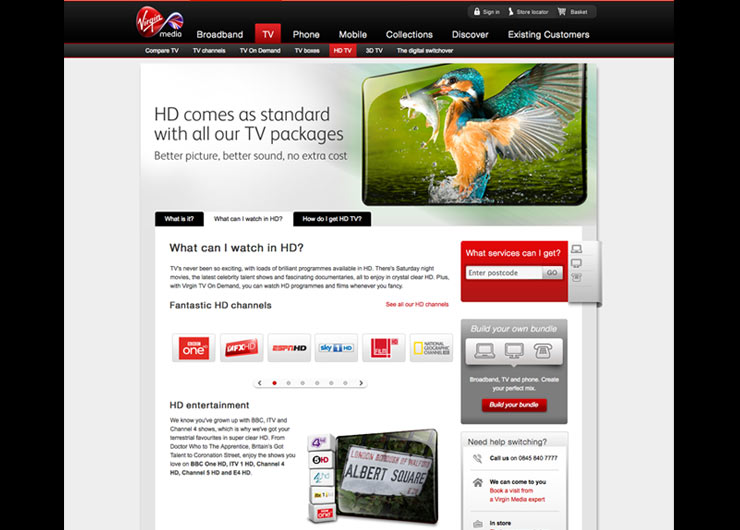 Virgin
media
Sign in
Store locator
Basket
Broadband
TV
Phone
Mobile
Collections
Discover
Existing Customers
Compare TV
TV channels
TV On Demand
TV boxes
HD TV
3D TV
The digital switchover
HD comes as standard
with all our TV packages
Better picture, better sound, no extra cost
What is it?
What can I watch in HD?
How do I get HD TV?
What can I watch in HD?
TV's never been so exciting, with loads of brilliant programmes available in HD. There's Saturday night
movies, the latest celebrity talent shows and fascinating documentaries, all to enjoy in crystal clear HD. Plus,
with Virgin TV On Demand, you can watch HD programmes and films whenever you fancy.
Fantastic HD channels
See all our HD channels
BBC
one HD
FX HD
ESPN HD
sky 1 HD
FILM4 HD
NATIONAL
GEOGRAPHIC
CHANNEL HD
HD entertainment
We know you've grown up with BBC, ITV and
Channel 4 shows, which is why we've got your
terrestrial favourites in super clear HD. From
Doctor Who to The Apprentice, Britain's Got
Talent to Coronation Street, enjoy the shows you
love on BBC One HD, ITV 1 HD, Channel 4
HD, Channel 5 HD and E4 HD.
5 HD
4 HD
itv1 HD
BBC
one HD
LONDON BOROUGH OF WALFORD
ALBERT SQUARE
What services can I get?
Enter postcode
GO
Build your own bundle
Broadband, TV and phone. Create
your perfect mix.
Build your bundle
Need help switching?
Call us on 0845 840 7777
We can come to you
Book a visit from
a Virgin Media expert
In store